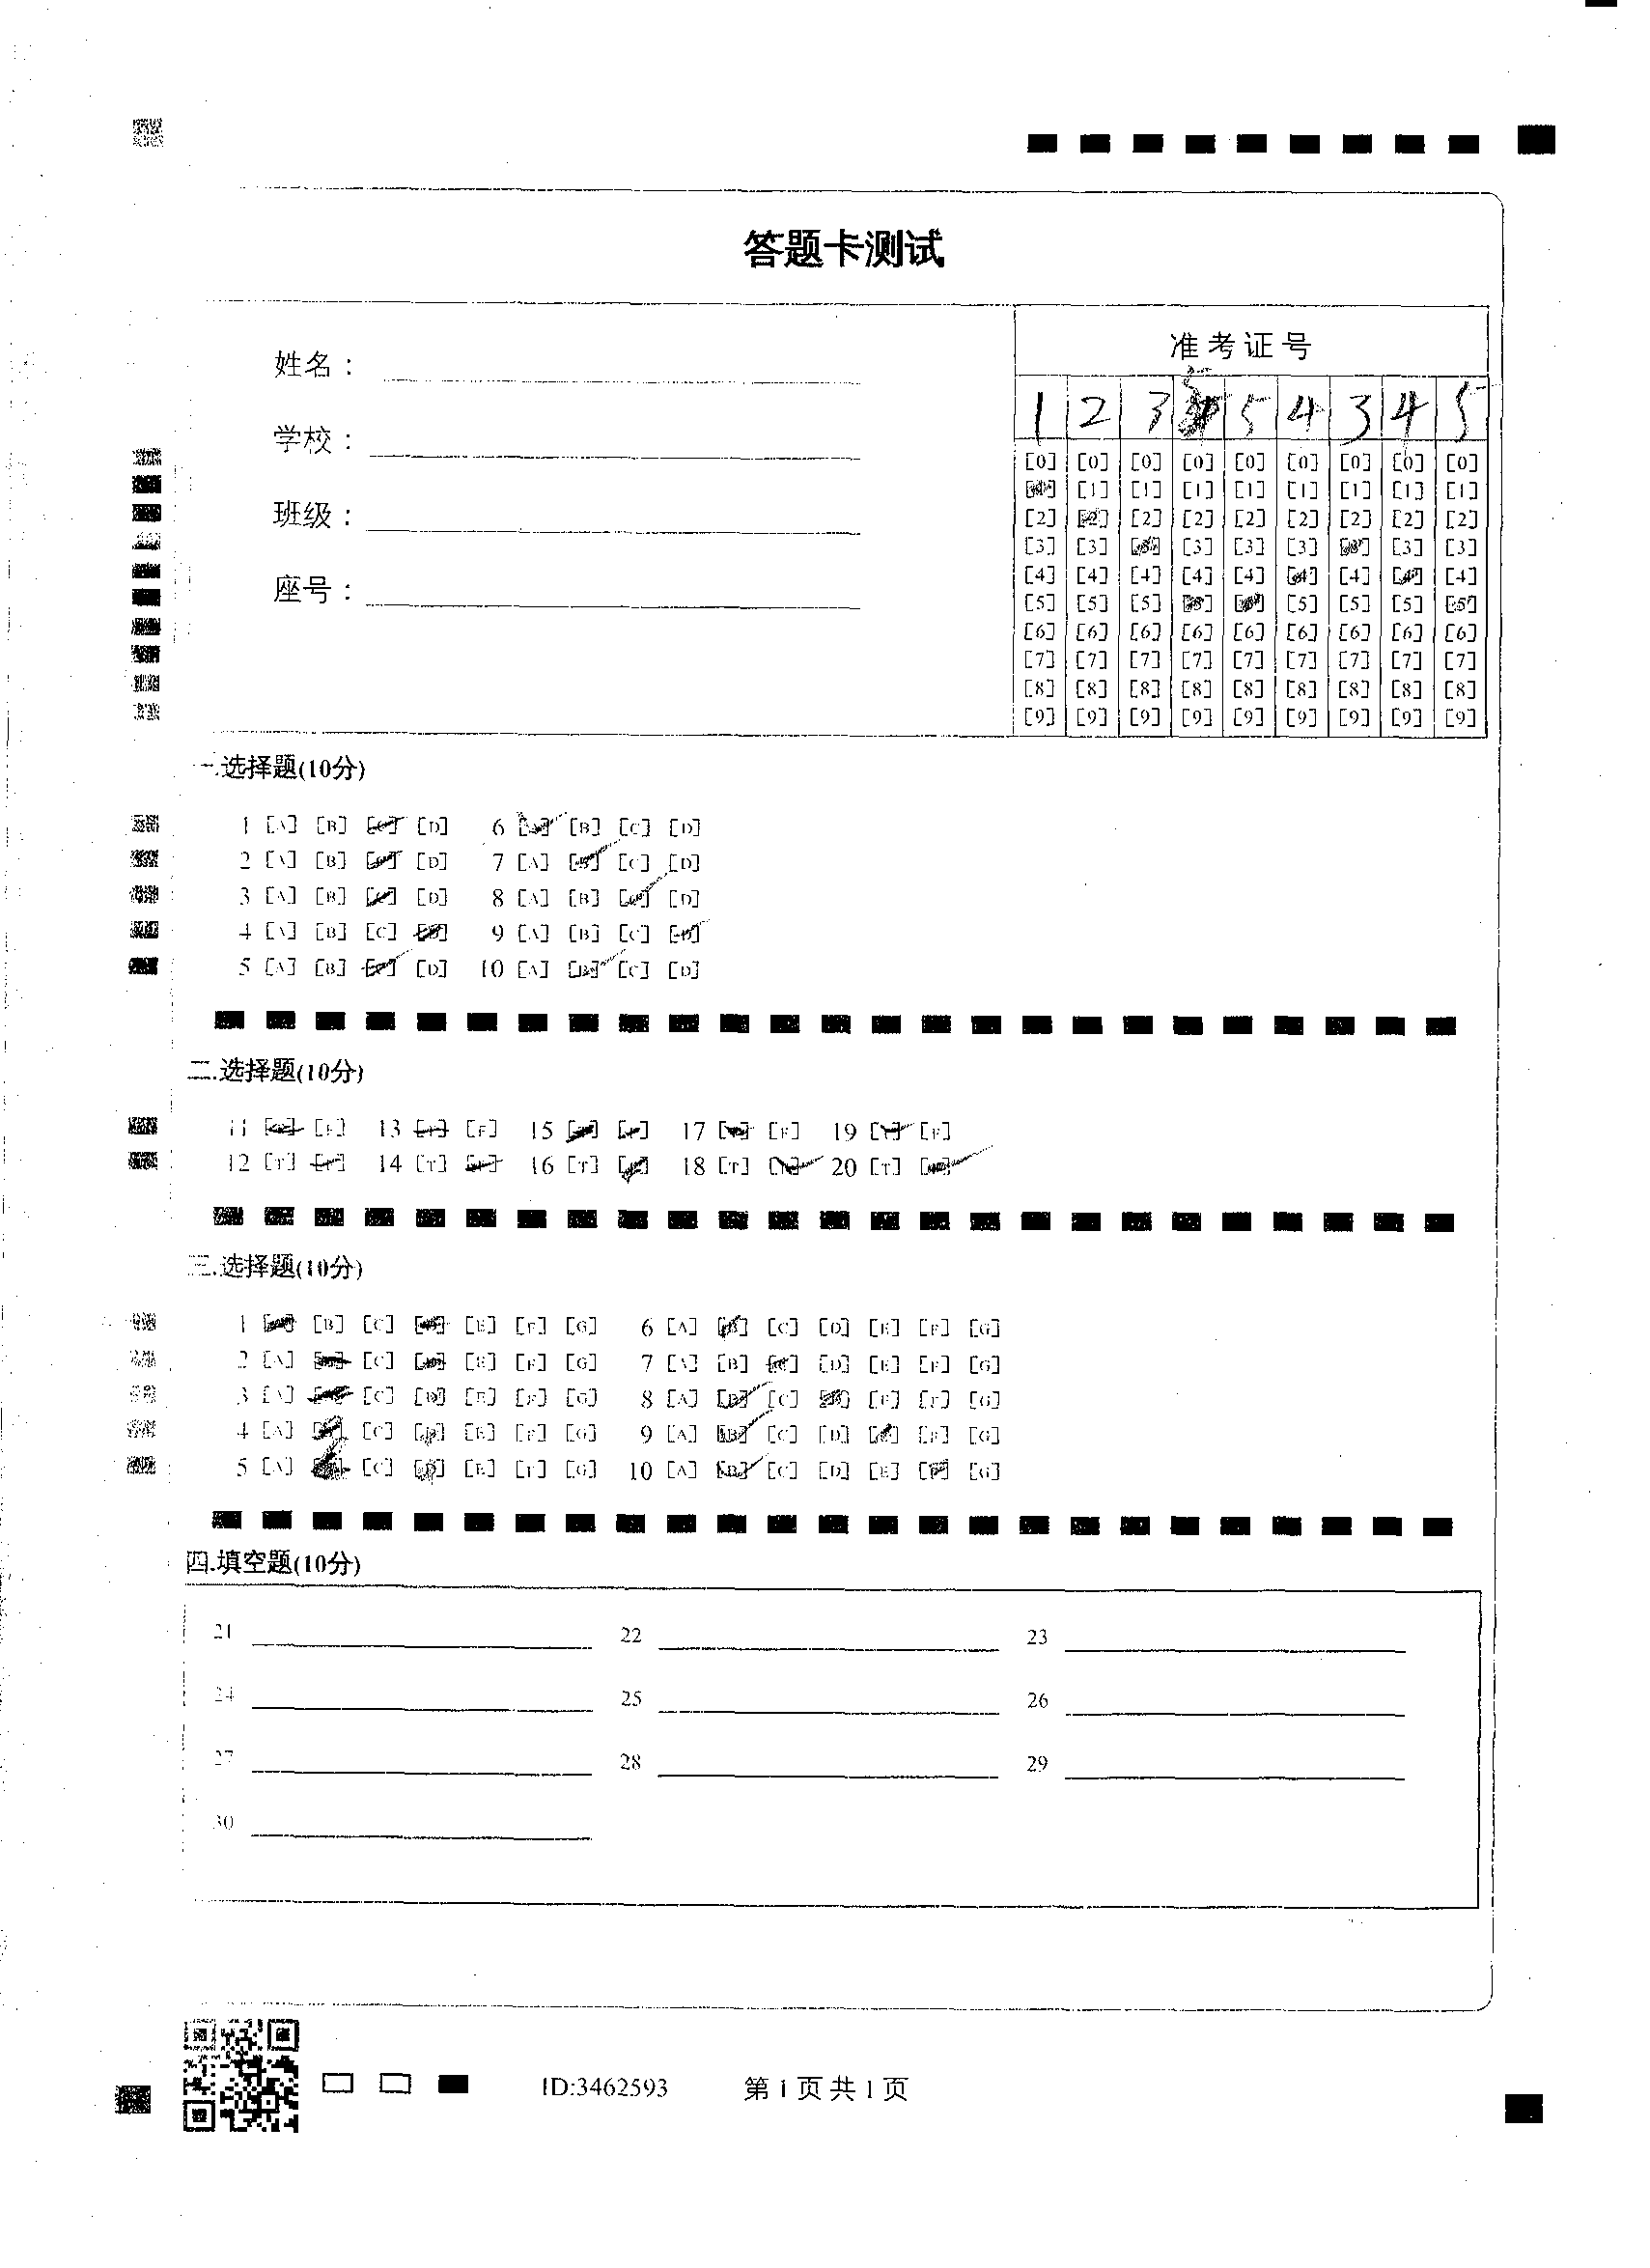 答题卡测试
姓名：
学校：
班级：
座号：
准考证号
1 2 3 5 5 4 3 4 5
[0] [0] [0] [0] [0] [0] [0] [0] [0]
[1] [1] [1] [1] [1] [1] [1] [1]
[2] [2] [2] [2] [2] [2] [2] [2] [2]
[3] [3] [3] [3] [3] [3] [3]
[4] [4] [4] [4] [4] [4] [4] [4]
[5] [5] [5] [5] [5] [5] [5]
[6] [6] [6] [6] [6] [6] [6] [6] [6]
[7] [7] [7] [7] [7] [7] [7] [7] [7]
[8] [8] [8] [8] [8] [8] [8] [8] [8]
[9] [9] [9] [9] [9] [9] [9] [9] [9]
一.选择题(10分)
1 [A] [B] [C] [D] 6 [B] [C] [D]
2 [A] [B] [D] 7 [A] [C] [D]
3 [A] [B] [C] [D] 8 [A] [B] [D]
4 [A] [B] [C] 9 [A] [B] [C] [D]
5 [A] [B] [D] 10 [A] [B] [C] [D]
二.选择题(10分)
11 [F] 13 [F] 15 17 [F] 19 [F]
12 [T] 14 [T] 16 [T] 18 [T] 20 [T]
三.选择题(10分)
1 [B] [C] [E] [F] [G] 6 [A] [C] [D] [E] [F] [G]
2 [A] [C] [E] [F] [G] 7 [A] [B] [D] [E] [F] [G]
3 [A] [C] [D] [E] [F] [G] 8 [A] [B] [C] [E] [F] [G]
4 [A] [C] [E] [F] [G] 9 [A] [B] [C] [D] [F] [G]
5 [A] [C] [D] [E] [F] [G] 10 [A] [B] [C] [D] [E] [F] [G]
四.填空题(10分)
21 22 23
24 25 26
27 28 29
30
ID:3462593 第1页共1页